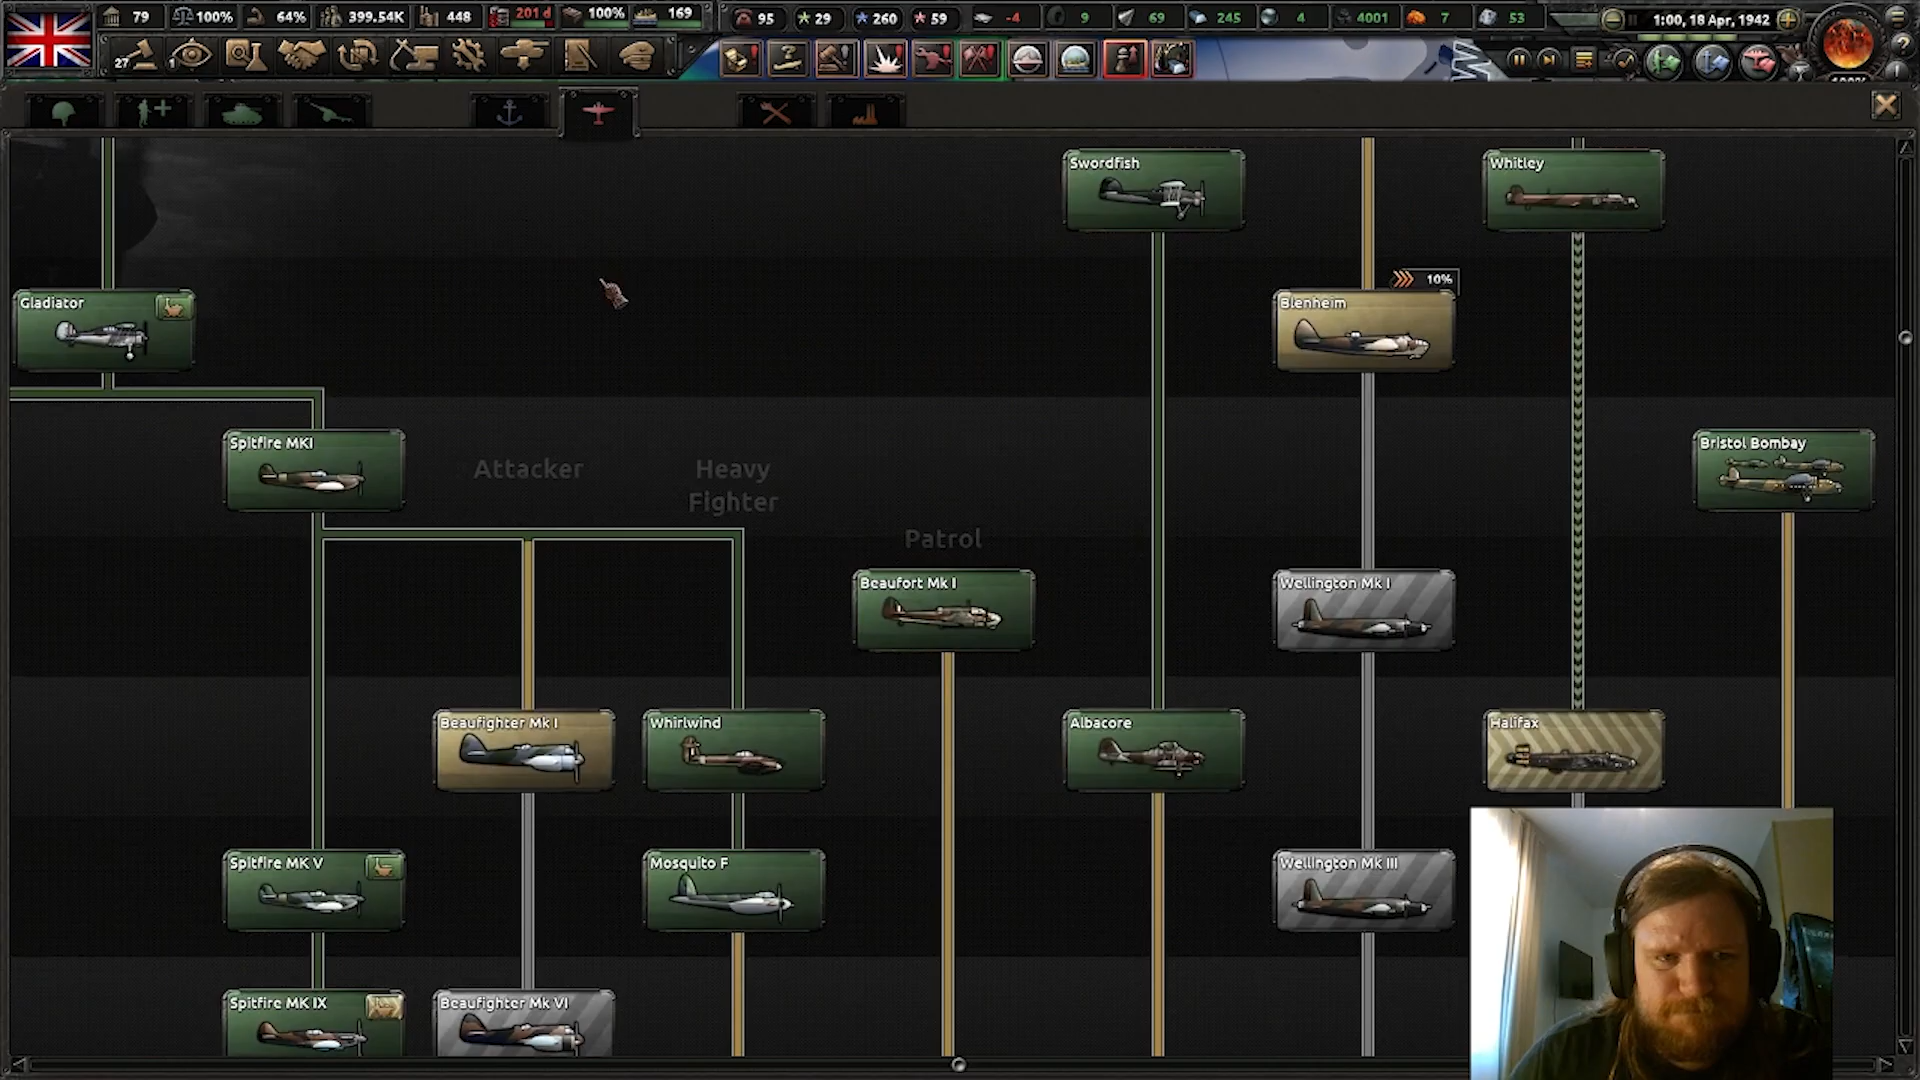 79 100% 64% 399.54K 448 201 d 100% 169 95 29 260 59 -4 9 69 245 4 4001 7 53 1:00, 18 Apr, 1942
27 1
Swordfish Whitley
10%
Gladiator Blenheim
Spitfire MKI Bristol Bombay
Attacker Heavy
Fighter
Patrol
Beaufort Mk I Wellington Mk I
Beaufighter Mk I Whirlwind Albacore Halifax
Spitfire MK V Mosquito F Wellington Mk III
Spitfire MK IX Beaufighter Mk VI